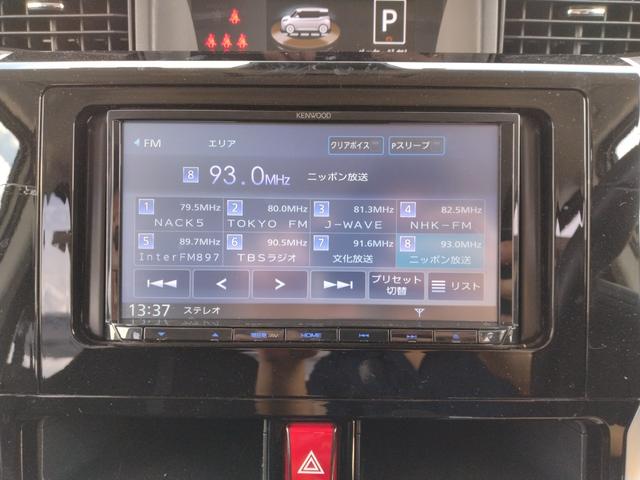 P
KENWOOD
FM エリア クリアボイス Pスリープ
8 93.0MHz ニッポン放送
1 79.5MHz 2 80.0MHz 3 81.3MHz 4 82.5MHz
NACK5 TOKYO FM J-WAVE NHK-FM
5 89.7MHz 6 90.5MHz 7 91.6MHz 8 93.0MHz
InterFM897 TBSラジオ 文化放送 ニッポン放送
プリセット切替 リスト
13:37 ステレオ
AV HOME